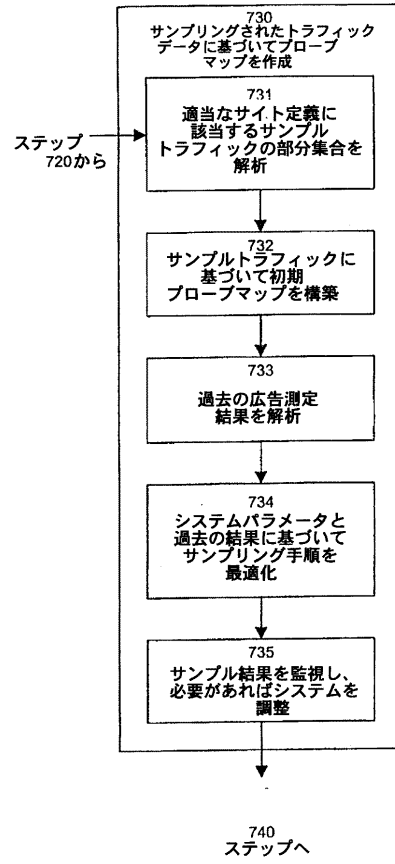 730
サンプリングされたトラフィック
データに基づいてプローブ
マップを作成
731
適当なサイト定義に
該当するサンプル
トラフィックの部分集合を
解析
ステップ
720から
732
サンプルトラフィックに
基づいて初期
プローブマップを構築
733
過去の広告測定
結果を解析
734
システムパラメータと
過去の結果に基づいて
サンプリング手順を
最適化
735
サンプル結果を監視し、
必要があればシステムを
調整
740
ステップへ